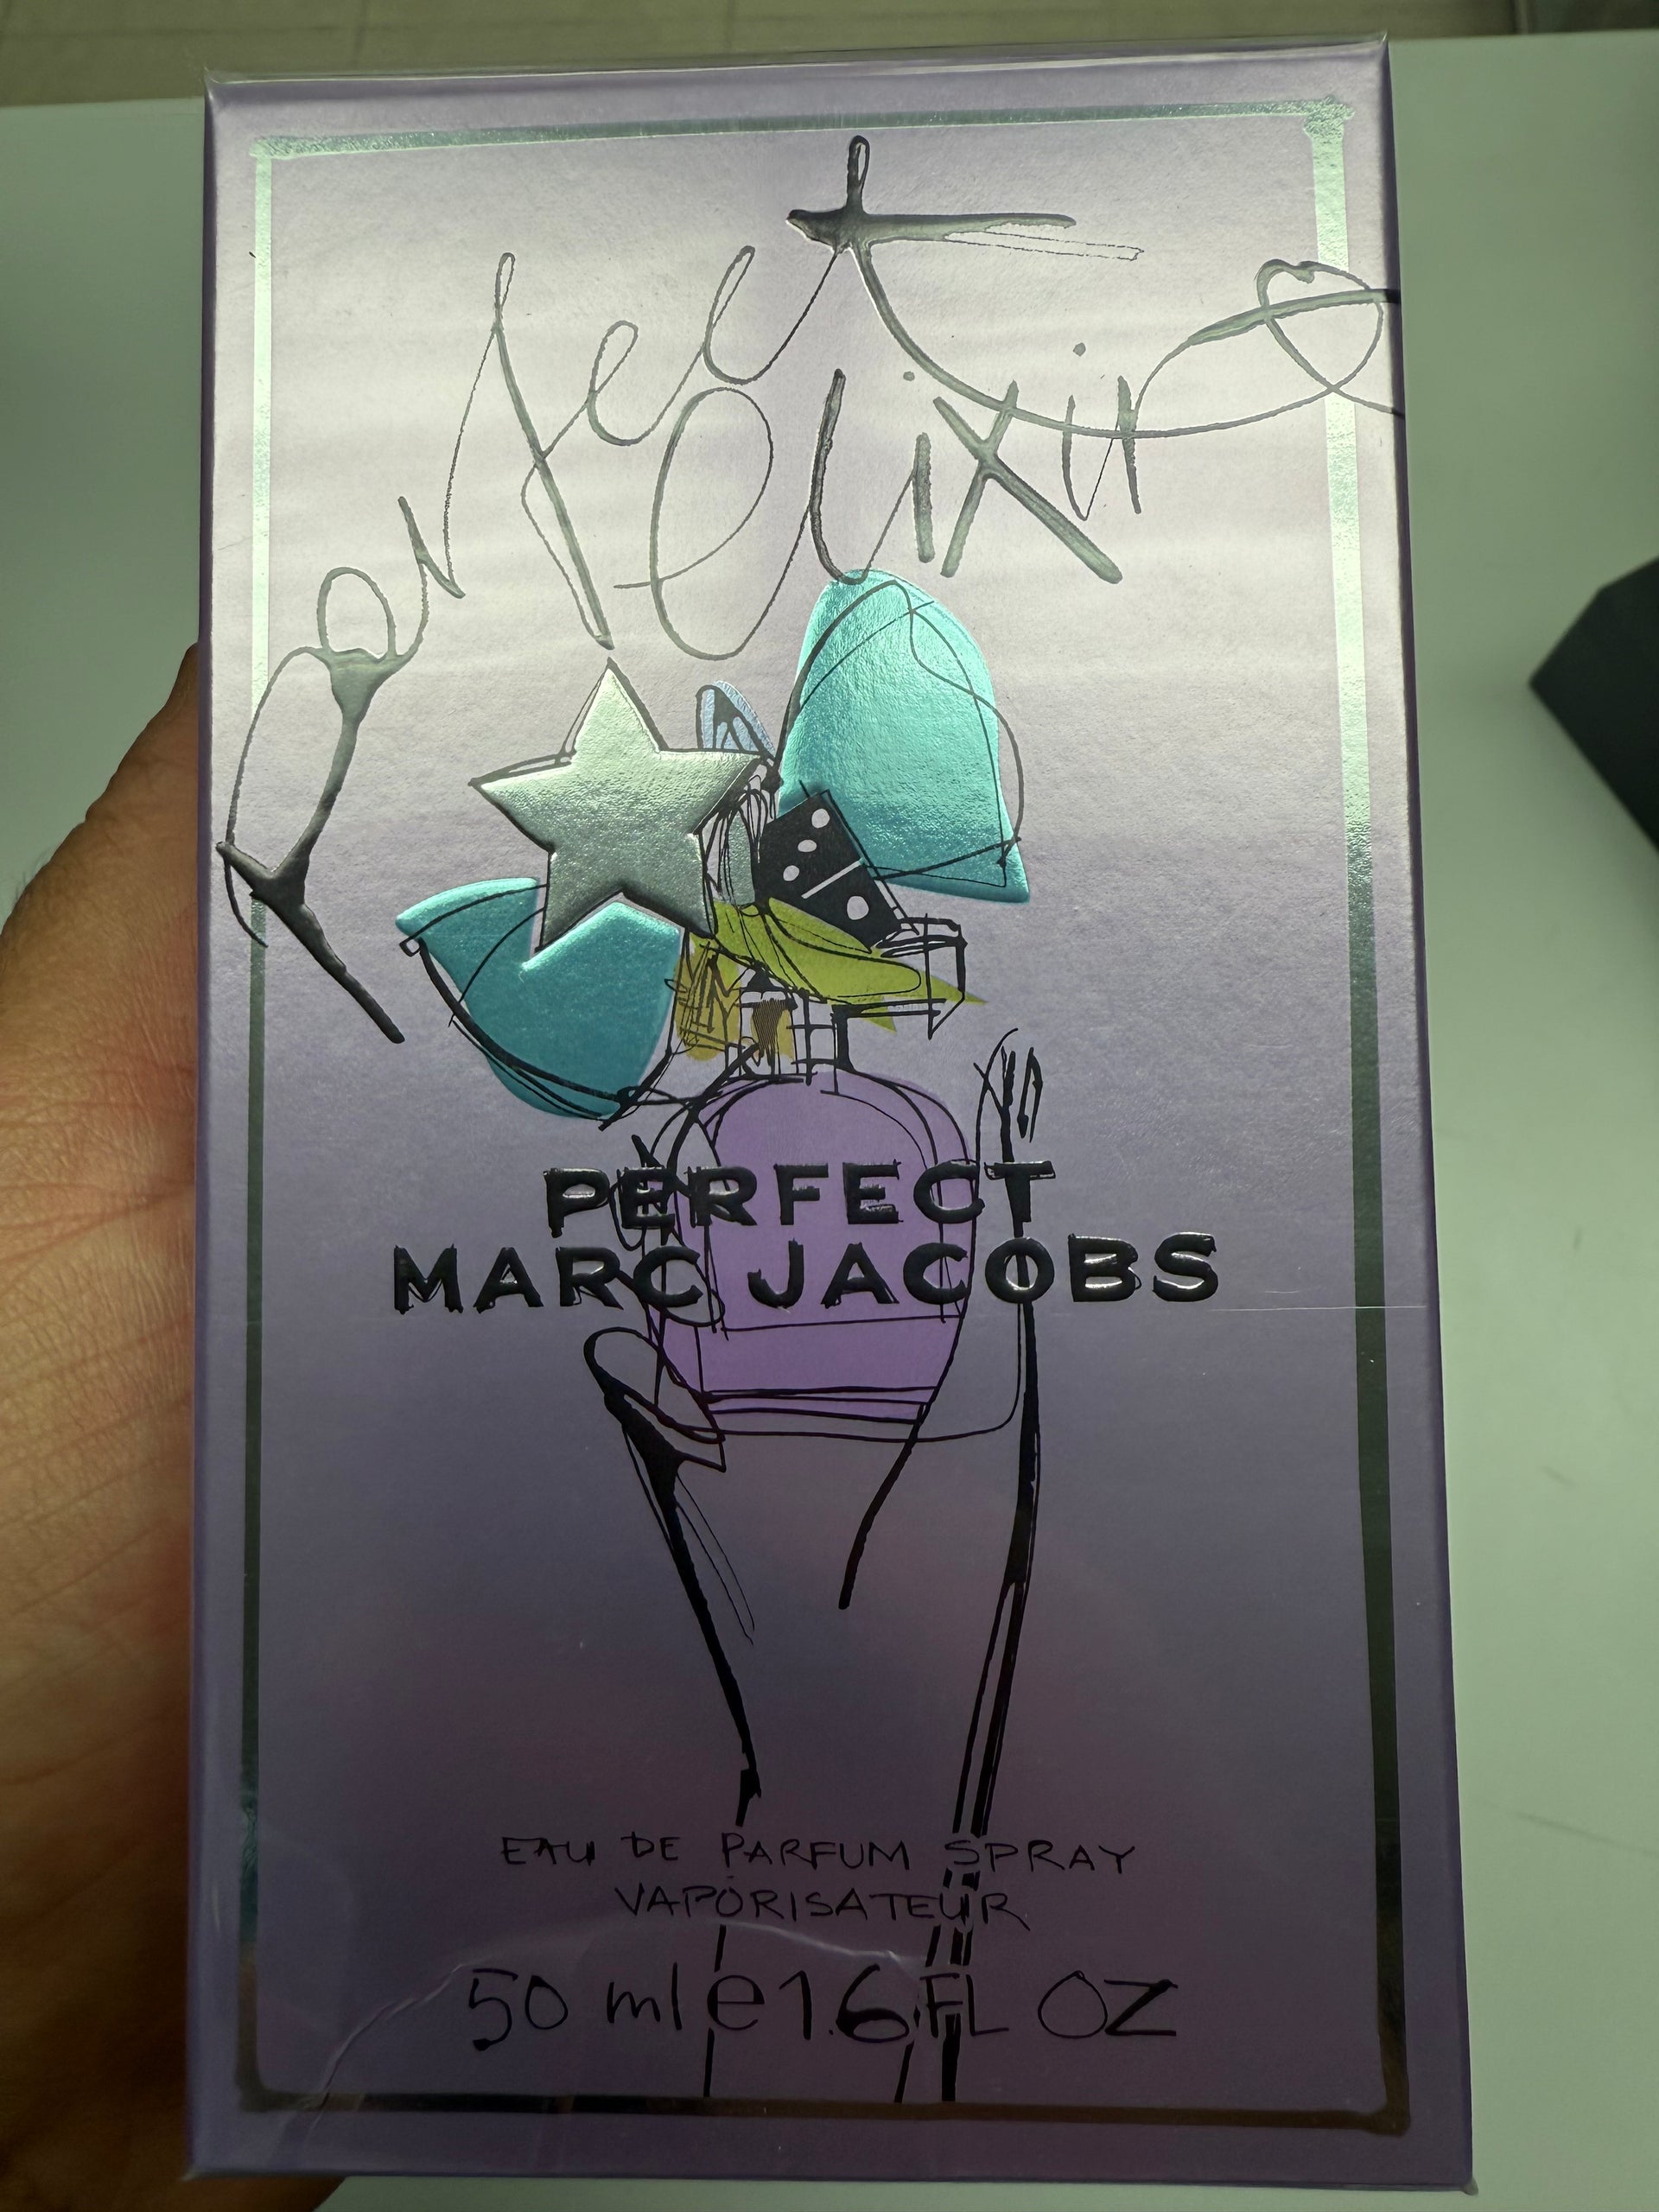 Perfect
Elixir
PERFECT
MARC JACOBS
EAU DE PARFUM SPRAY
VAPORISATEUR
50 ml e 1.6 FL OZ